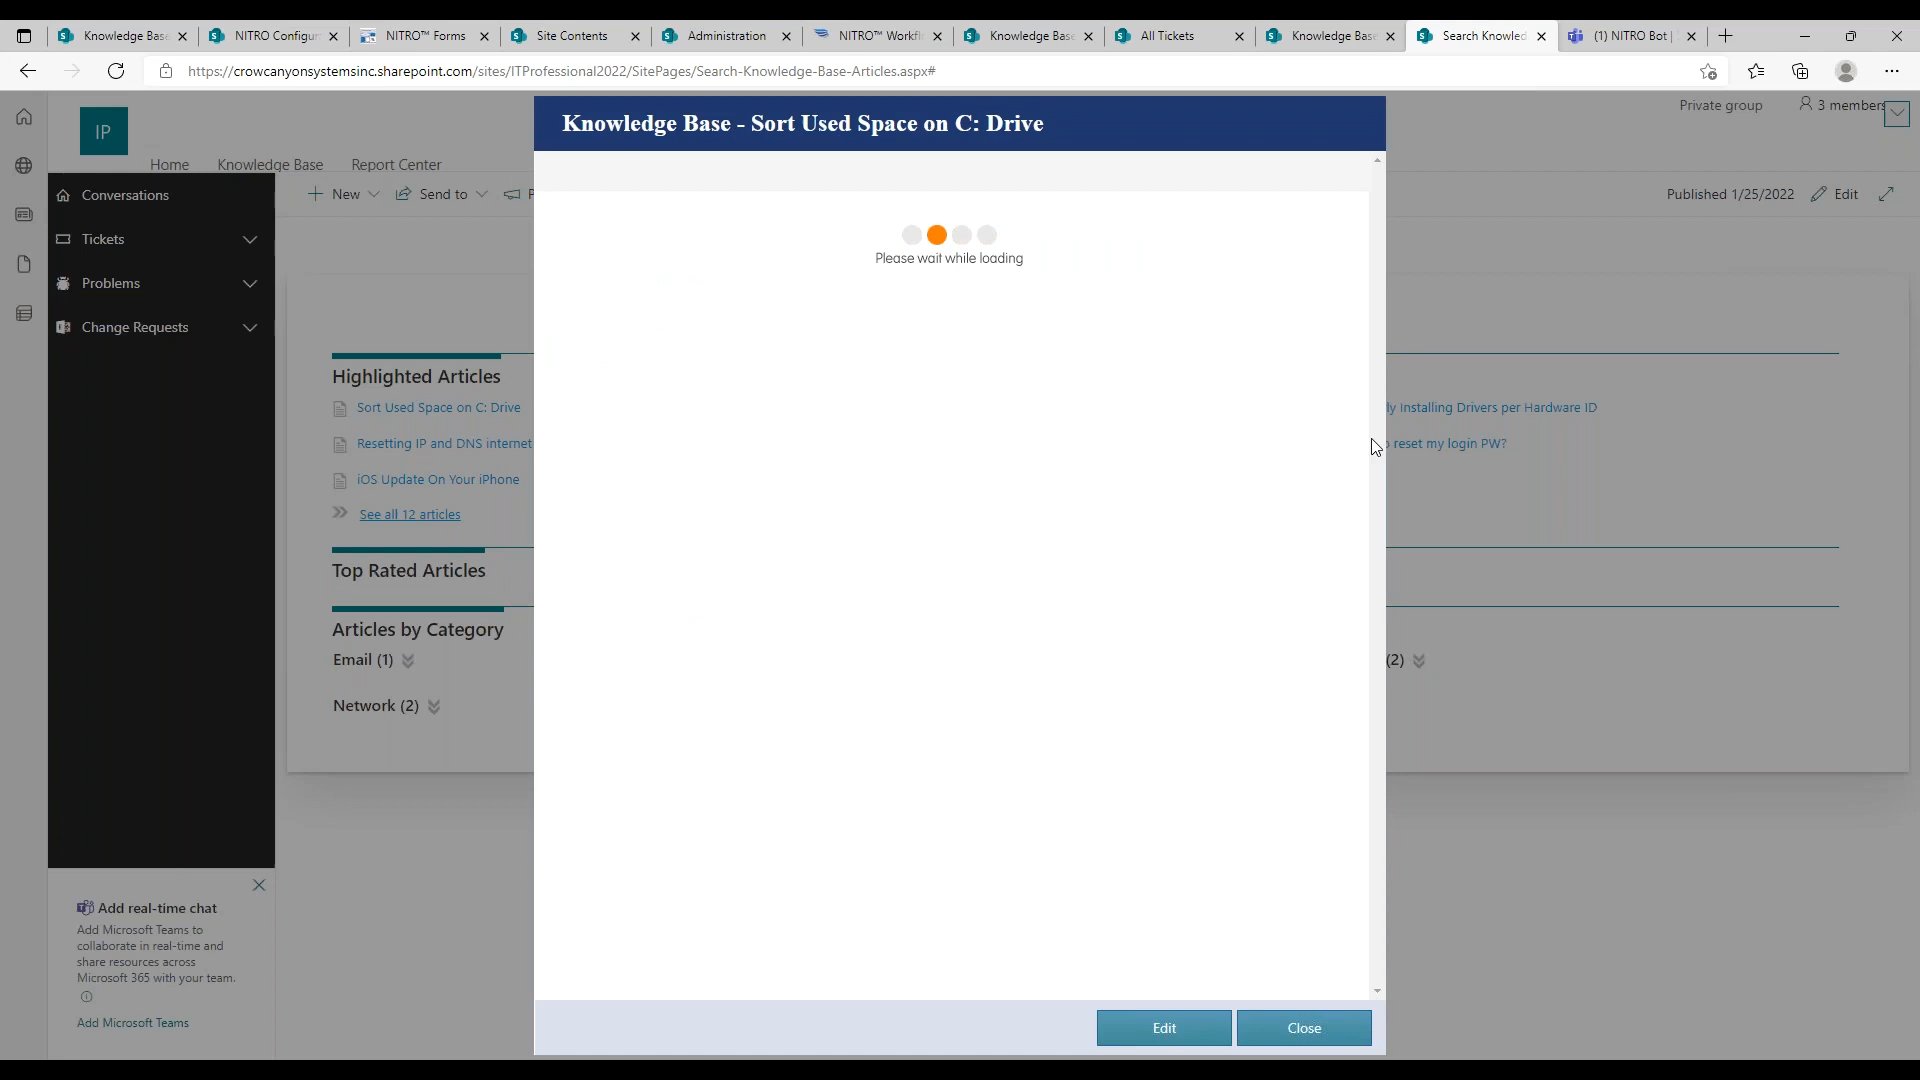 Knowledge Base
NITRO Configur
NITRO™ Forms
Site Contents
Administration
NITRO™ Workfl
Knowledge Base
All Tickets
Knowledge Base
Search Knowled
(1) NITRO Bot |
https://crowcanyonsystemsinc.sharepoint.com/sites/ITProfessional2022/SitePages/Search-Knowledge-Base-Articles.aspx#
IP
Home
Knowledge Base
Report Center
Private group
3 members
Conversations
Tickets
Problems
Change Requests
New
Send to
P
Published 1/25/2022
Edit
Knowledge Base - Sort Used Space on C: Drive
Please wait while loading
Highlighted Articles
Sort Used Space on C: Drive
ly Installing Drivers per Hardware ID
Resetting IP and DNS internet
reset my login PW?
iOS Update On Your iPhone
See all 12 articles
Top Rated Articles
Articles by Category
Email (1)
(2)
Network (2)
Add real-time chat
Add Microsoft Teams to
collaborate in real-time and
share resources across
Microsoft 365 with your team.
Add Microsoft Teams
Edit
Close